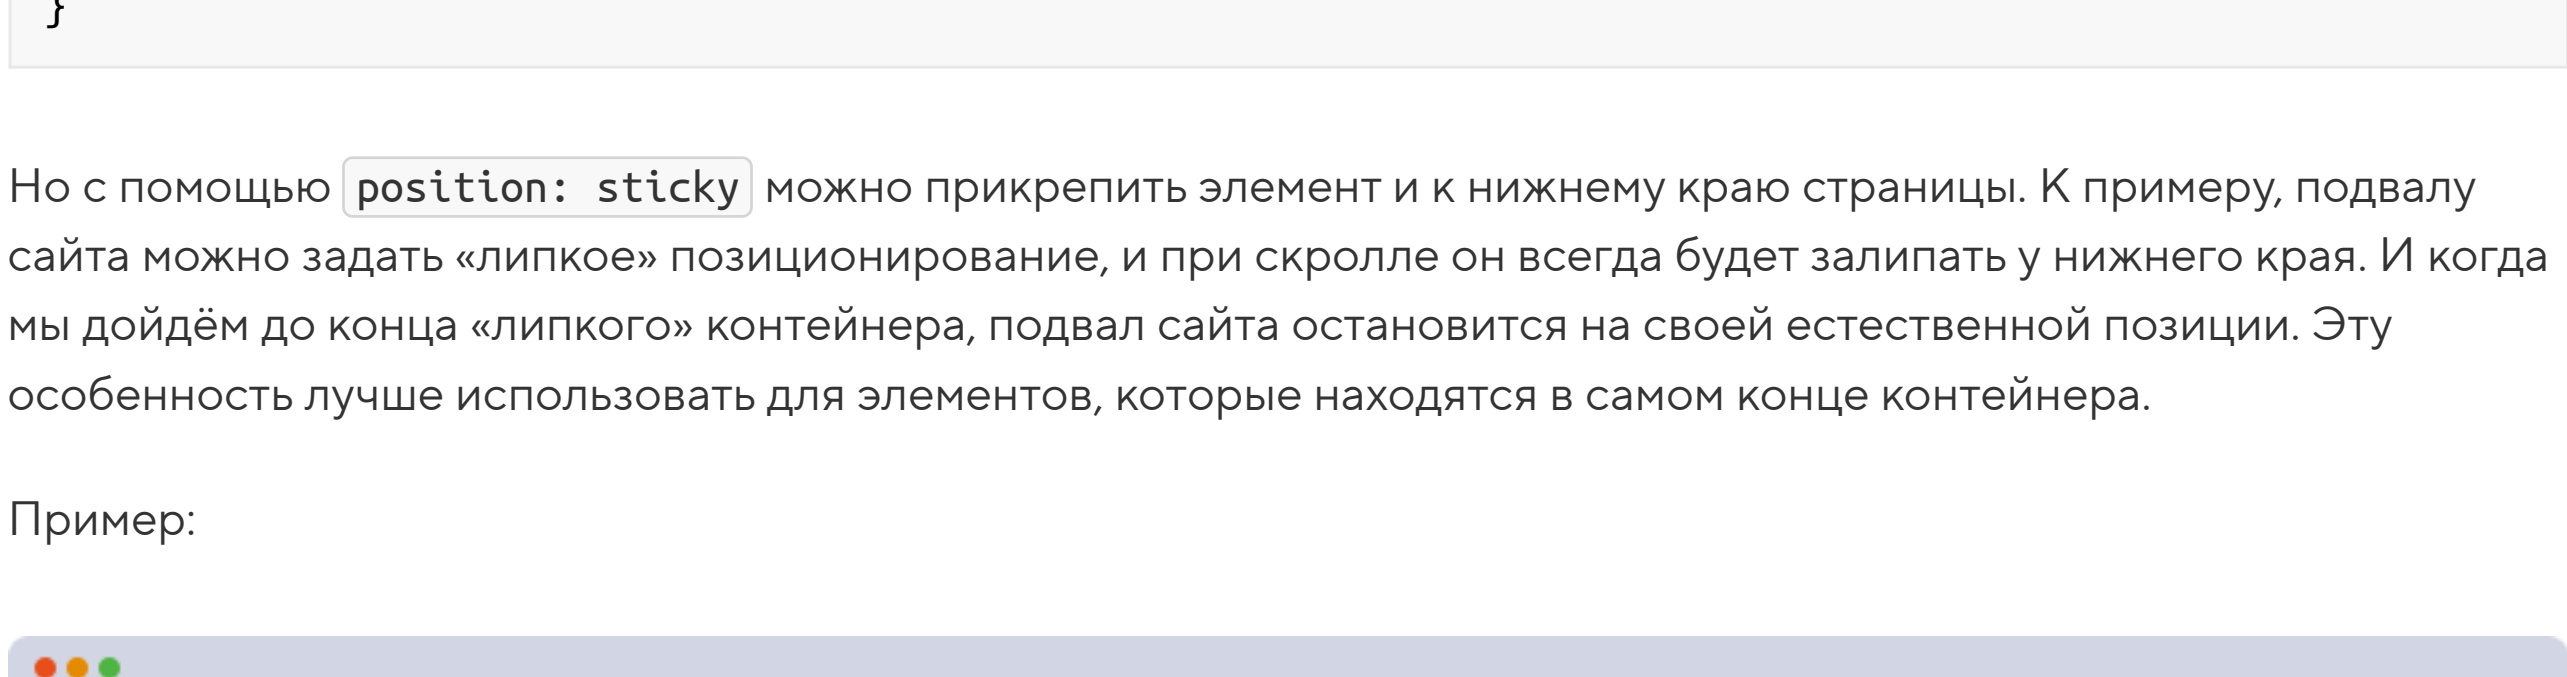 }
Но с помощью position: sticky можно прикрепить элемент и к нижнему краю страницы. К примеру, подвалу
сайта можно задать «липкое» позиционирование, и при скролле он всегда будет залипать у нижнего края. И когда
мы дойдём до конца «липкого» контейнера, подвал сайта остановится на своей естественной позиции. Эту
особенность лучше использовать для элементов, которые находятся в самом конце контейнера.
Пример: